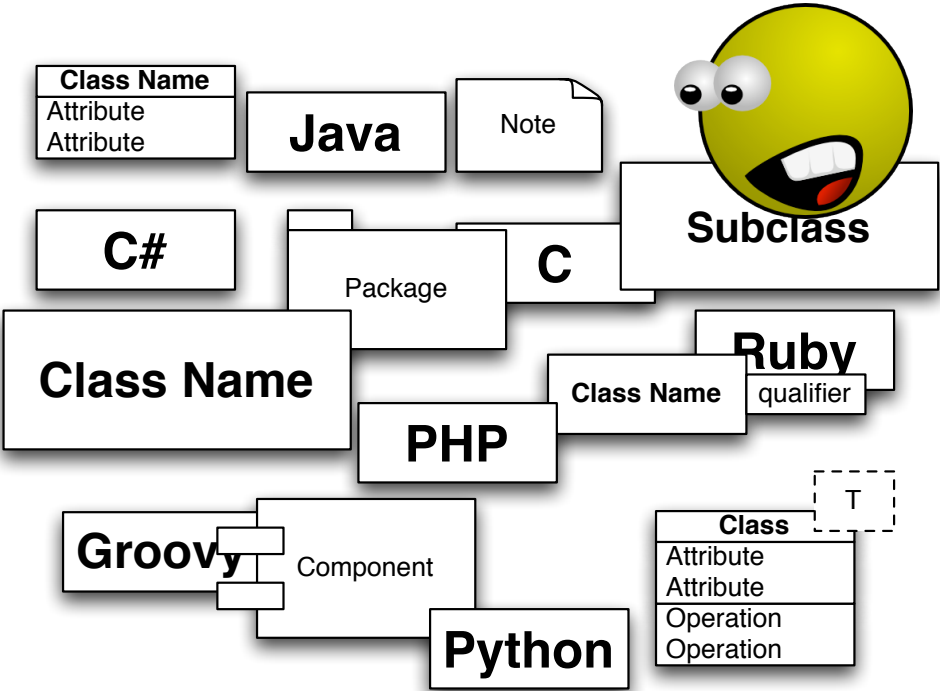 Class Name
Attribute
Attribute
Java
Note
Subclass
C#
Package
C
Class Name
Ruby
Class Name
qualifier
PHP
Groovy
Component
Python
T
Class
Attribute
Attribute
Operation
Operation